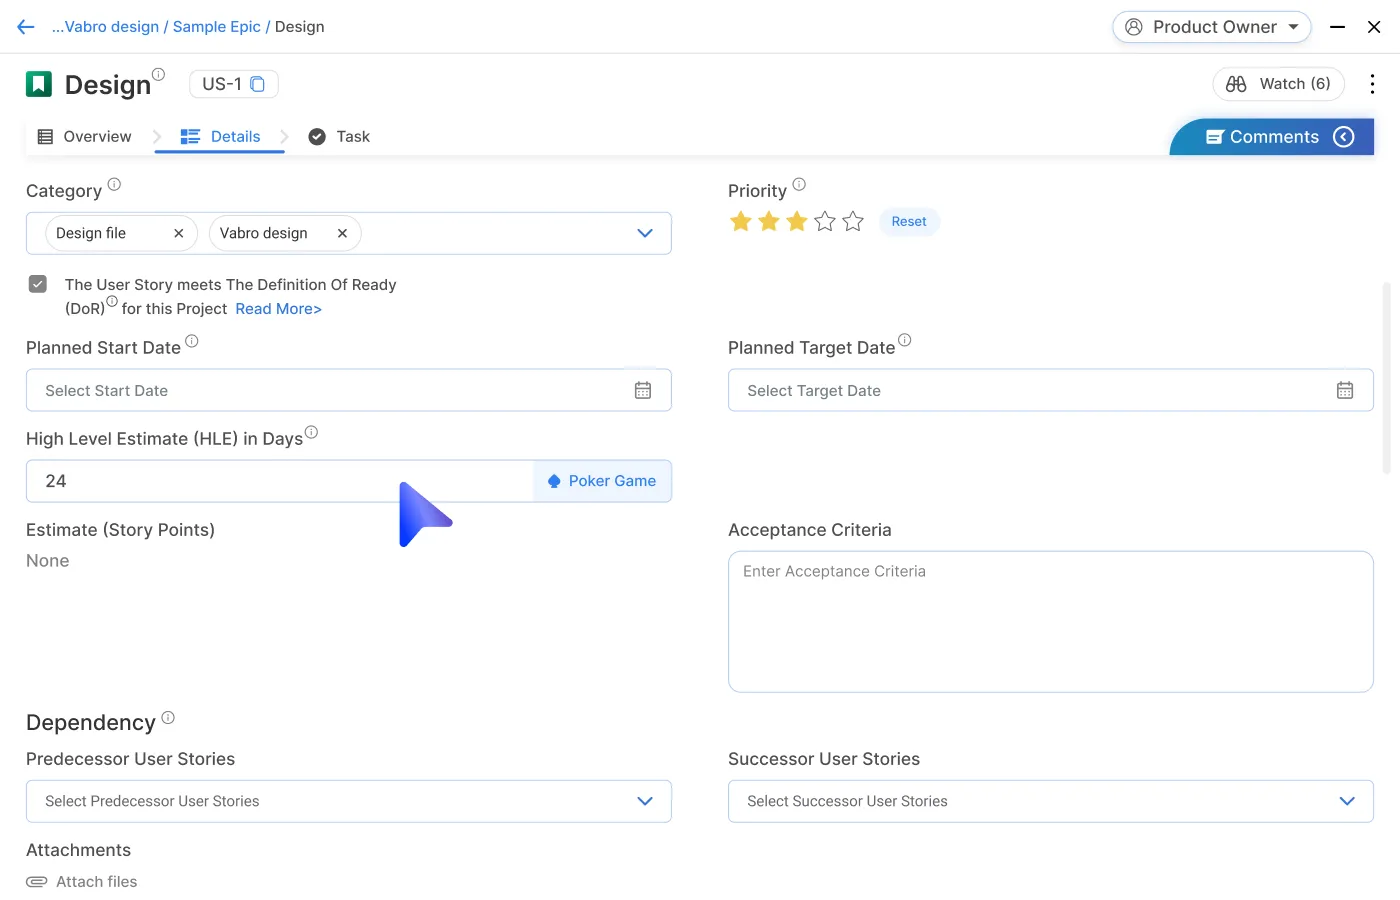 ...Vabro design / Sample Epic / Design
Product Owner
Design
US-1
Watch (6)
Overview
Details
Task
Comments
Category
Priority
Design file
Vabro design
Reset
The User Story meets The Definition Of Ready
(DoR) for this Project Read More>
Planned Start Date
Planned Target Date
Select Start Date
Select Target Date
High Level Estimate (HLE) in Days
24
Poker Game
Estimate (Story Points)
Acceptance Criteria
None
Enter Acceptance Criteria
Dependency
Predecessor User Stories
Successor User Stories
Select Predecessor User Stories
Select Successor User Stories
Attachments
Attach files